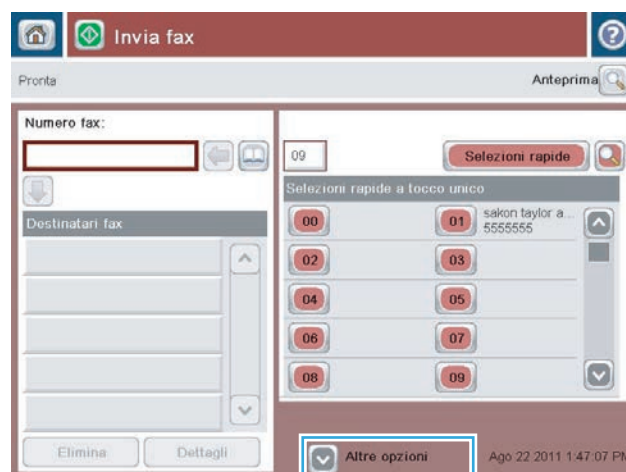 Invia fax
Pronta
Anteprima
Numero fax:
09
Selezioni rapide
Selezioni rapide a tocco unico
Destinatari fax
00
01
sakon taylor a...
5555555
02
03
04
05
06
07
08
09
Elimina
Dettagli
Altre opzioni
Ago 22 2011 1:47:07 PM